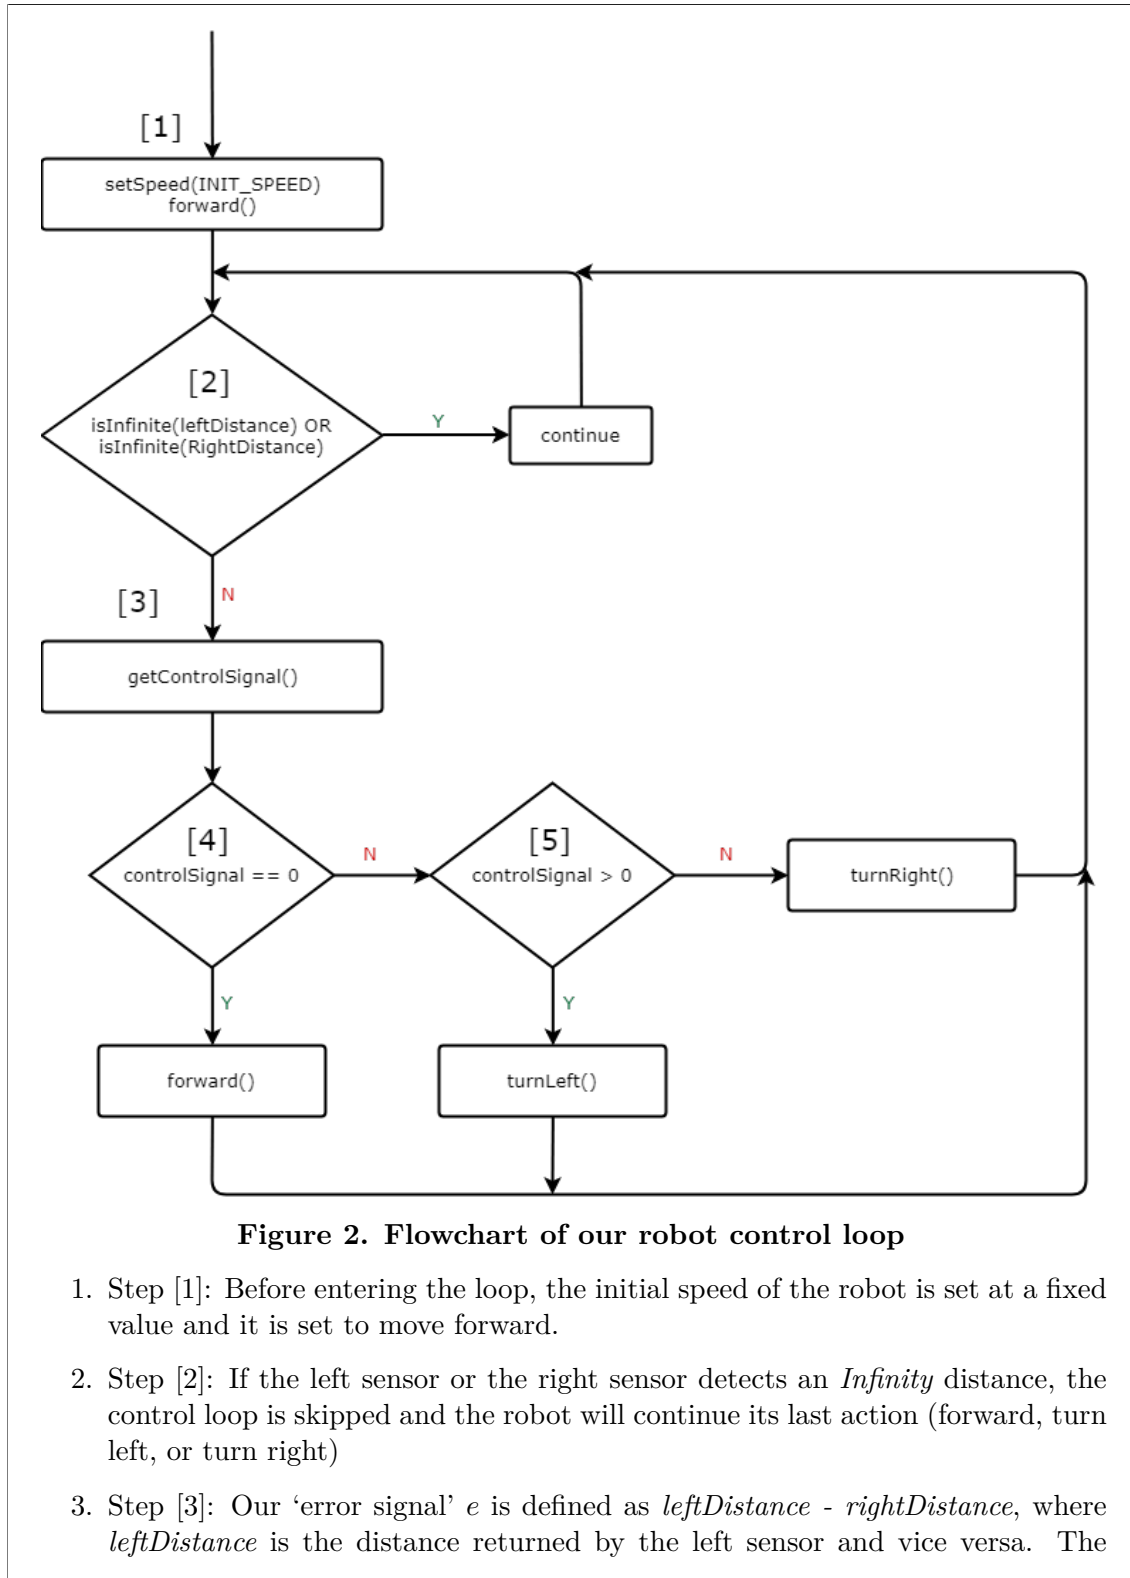 [1]
setSpeed(INIT_SPEED)
forward()
[2]
isInfinite(leftDistance) OR
isInfinite(RightDistance)
Y
continue
N
[3]
getControlSignal()
[4]
controlSignal == 0
N
[5]
controlSignal > 0
N
turnRight()
Y
Y
forward()
turnLeft()
Figure 2. Flowchart of our robot control loop
1. Step [1]: Before entering the loop, the initial speed of the robot is set at a fixed
value and it is set to move forward.
2. Step [2]: If the left sensor or the right sensor detects an Infinity distance, the
control loop is skipped and the robot will continue its last action (forward, turn
left, or turn right)
3. Step [3]: Our ‘error signal’ e is defined as leftDistance - rightDistance, where
leftDistance is the distance returned by the left sensor and vice versa. The